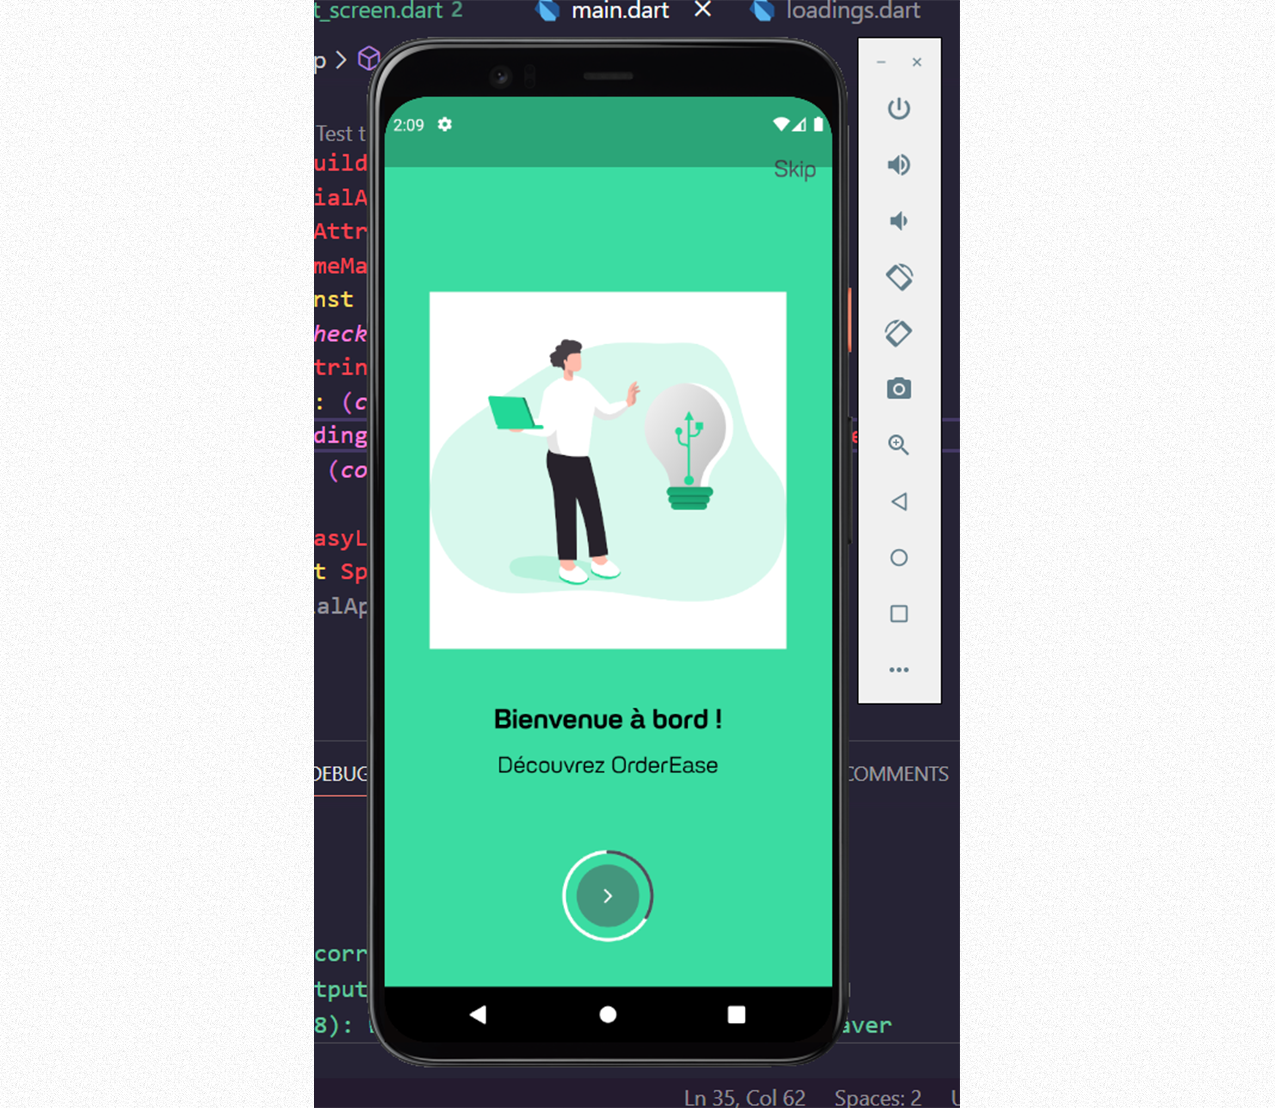 t_screen.dart 2 main.dart loadings.dart
p
2:09
Test t
Skip
uild
ialA
Attr
meMa
nst
heck
trin
: (c
ding
(co
asyL
t Sp
ialAp
Bienvenue à bord !
Découvrez OrderEase
DEBUG COMMENTS
corr
tput
8): aver
Ln 35, Col 62 Spaces: 2